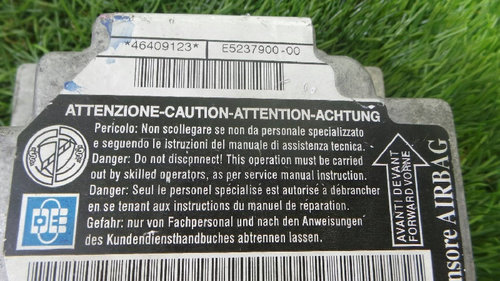 *46409123* E5237900-00
ATTENZIONE-CAUTION-ATTENTION-ACHTUNG
Pericolo: Non scollegare se non da personale specializzato
e seguendo le istruzioni del manuale di assistenza tecnica.
Danger: Do not disconnect! This operation must be carried
out by skilled operators, as per service manual instruction.
Danger: Seul le personel spécialisé est autorisé à débrancher
en se tenant aux instructions du manuel de réparation.
Gefahr: nur von Fachpersonal und nach den Anweisungen
des Kundendiensthandbuches abtrennen lassen.
AVANTI DEVANT
FORWARD VORNE
nsore AIRBAG